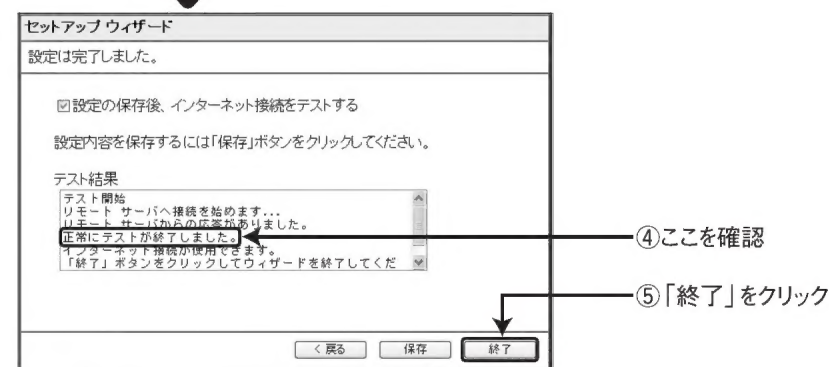 セットアップ ウィザード
設定は完了しました。
設定の保存後、インターネット接続をテストする
設定内容を保存するには「保存」ボタンをクリックしてください。
テスト結果
テスト開始
リモート サーバへ接続を始めます...
リモート サーバからの応答がありました。
正常にテストが終了しました。
インターネット接続が使用できます。
「終了」ボタンをクリックしてウィザードを終了してくだ
④ここを確認
⑤「終了」をクリック
< 戻る 保存 終了